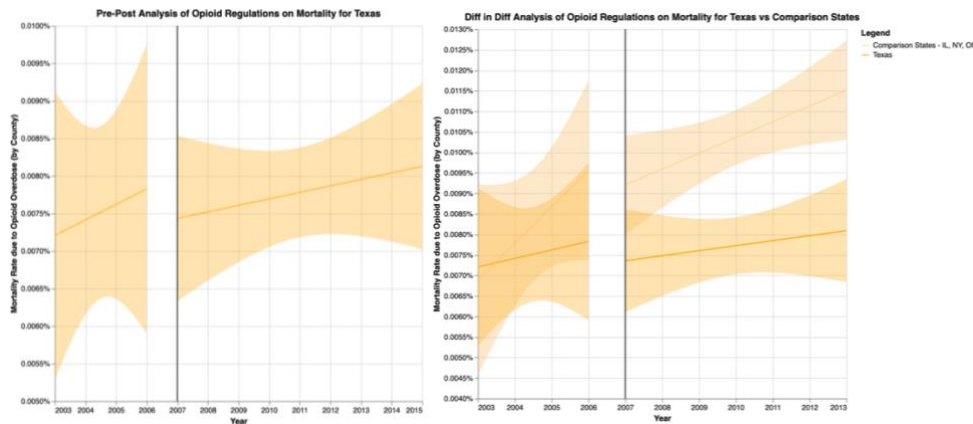 Pre-Post Analysis of Opioid Regulations on Mortality for Texas
0.0100%
0.0095%
0.0090%
0.0085%
0.0080%
0.0075%
0.0070%
0.0065%
0.0060%
0.0055%
0.0050%
Mortality Rate due to Opioid Overdose (by County)
2003 2004 2005 2006 2007 2008 2009 2010 2011 2012 2013 2014 2015
Year
Diff in Diff Analysis of Opioid Regulations on Mortality for Texas vs Comparison States
0.0130%
0.0125%
0.0120%
0.0115%
0.0110%
0.0105%
0.0100%
0.0095%
0.0090%
0.0085%
0.0080%
0.0075%
0.0070%
0.0065%
0.0060%
0.0055%
0.0050%
0.0045%
0.0040%
Mortality Rate due to Opioid Overdose (by County)
2003 2004 2005 2006 2007 2008 2009 2010 2011 2012 2013
Year
Legend
Comparison States - IL, NY, OR
Texas